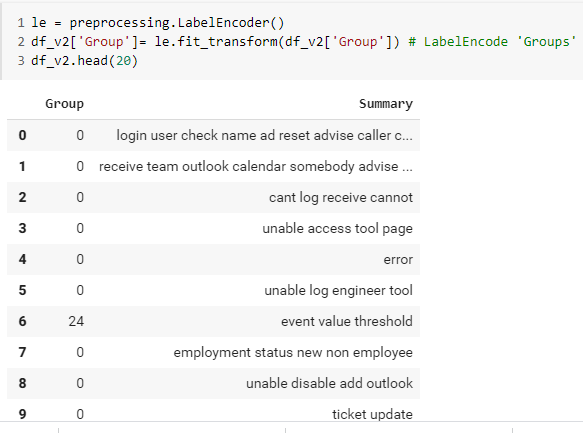 1 le = preprocessing.LabelEncoder()
2 df_v2['Group']= le.fit_transform(df_v2['Group']) # LabelEncode 'Groups'
3 df_v2.head(20)
Group Summary
0 0 login user check name ad reset advise caller c...
1 0 receive team outlook calendar somebody advise ...
2 0 cant log receive cannot
3 0 unable access tool page
4 0 error
5 0 unable log engineer tool
6 24 event value threshold
7 0 employment status new non employee
8 0 unable disable add outlook
9 0 ticket update